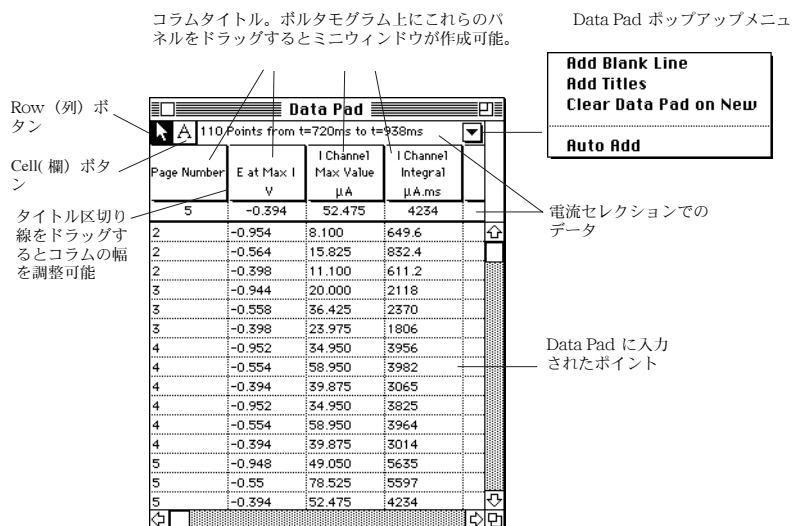 コラムタイトル。ボルタモグラム上にこれらのパ
ネルをドラッグするとミニウィンドウが作成可能。
Data Pad ポップアップメニュ
Add Blank Line
Add Titles
Clear Data Pad on New
Auto Add
Row（列）ボ
タン
Cell( 欄）ボタ
ン
タイトル区切り
線をドラッグす
るとコラムの幅
を調整可能
Data Pad
A 110 Points from t=720ms to t=938ms
Page Number E at Max I V I Channel Max Value µA I Channel Integral µA.ms
5 -0.394 52.475 4234
2 -0.954 8.100 649.6
2 -0.564 15.825 832.4
2 -0.398 11.100 611.2
3 -0.944 20.000 2118
3 -0.558 36.425 2370
3 -0.398 23.975 1806
4 -0.952 34.950 3956
4 -0.554 58.950 3982
4 -0.394 39.875 3065
4 -0.952 34.950 3825
4 -0.554 58.950 3964
4 -0.394 39.875 3014
5 -0.948 49.050 5635
5 -0.55 78.525 5597
5 -0.394 52.475 4234
電流セレクションでの
データ
Data Pad に入力
されたポイント